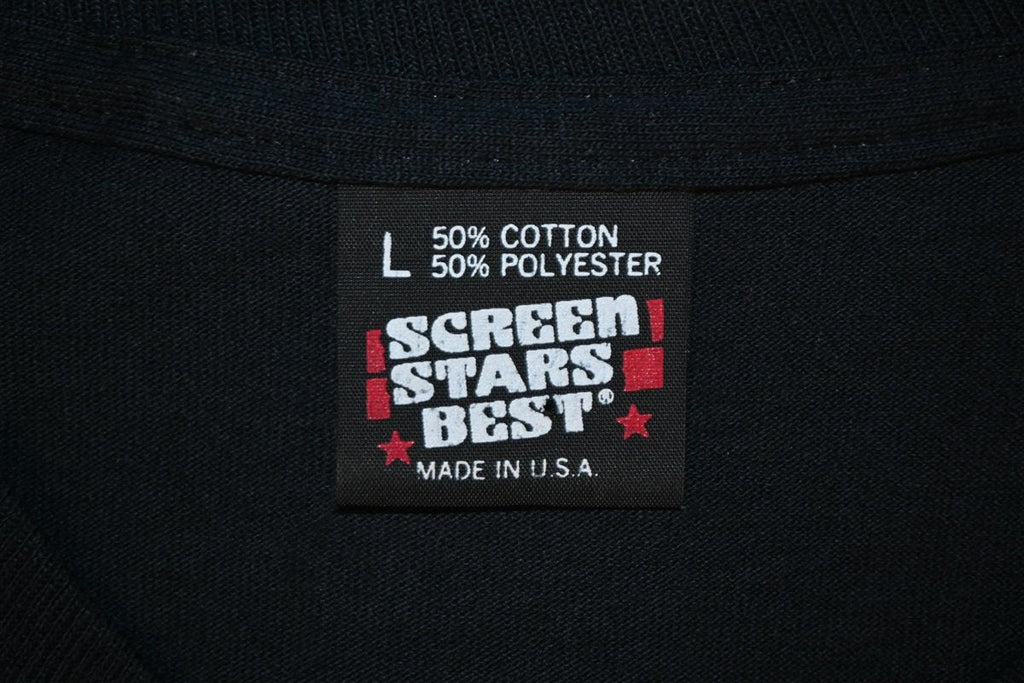 L 50% COTTON
50% POLYESTER
SCREEN
STARS
BEST®
MADE IN U.S.A.